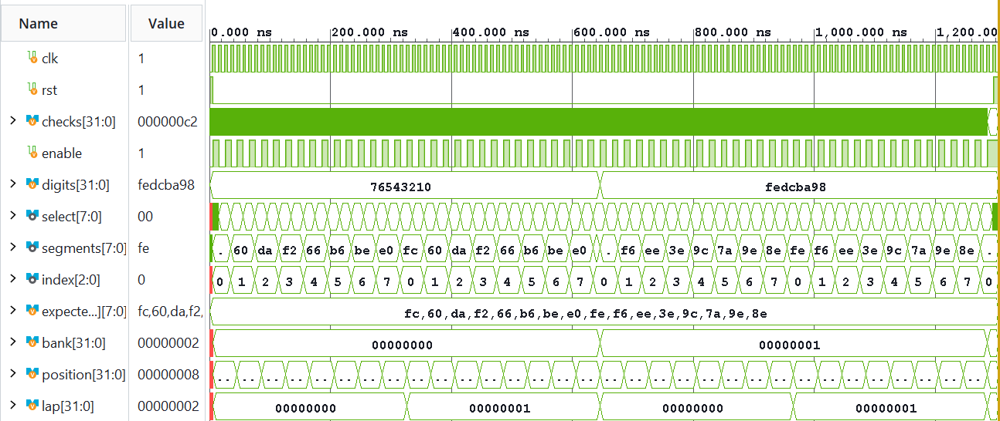 Name Value 0.000 ns 200.000 ns 400.000 ns 600.000 ns 800.000 ns 1,000.000 ns 1,200.00
clk 1
rst 1
checks[31:0] 000000c2
enable 1
digits[31:0] fedcba98 76543210 fedcba98
select[7:0] 00
segments[7:0] fe . 60 da f2 66 b6 be e0 fc 60 da f2 66 b6 be e0 . f6 ee 3e 9c 7a 9e 8e fe f6 ee 3e 9c 7a 9e 8e .
index[2:0] 0 0 1 2 3 4 5 6 7 0 1 2 3 4 5 6 7 0 1 2 3 4 5 6 7 0 1 2 3 4 5 6 7 0
expecte...][7:0] fc,60,da,f2, fc,60,da,f2,66,b6,be,e0,fe,f6,ee,3e,9c,7a,9e,8e
bank[31:0] 00000002 00000000 00000001
position[31:0] 00000008 .. .. .. .. .. .. .. .. .. .. .. .. .. .. .. .. .. .. .. .. .. .. .. .. .. .. .. .. .. .. .. ..
lap[31:0] 00000002 00000000 00000001 00000000 00000001